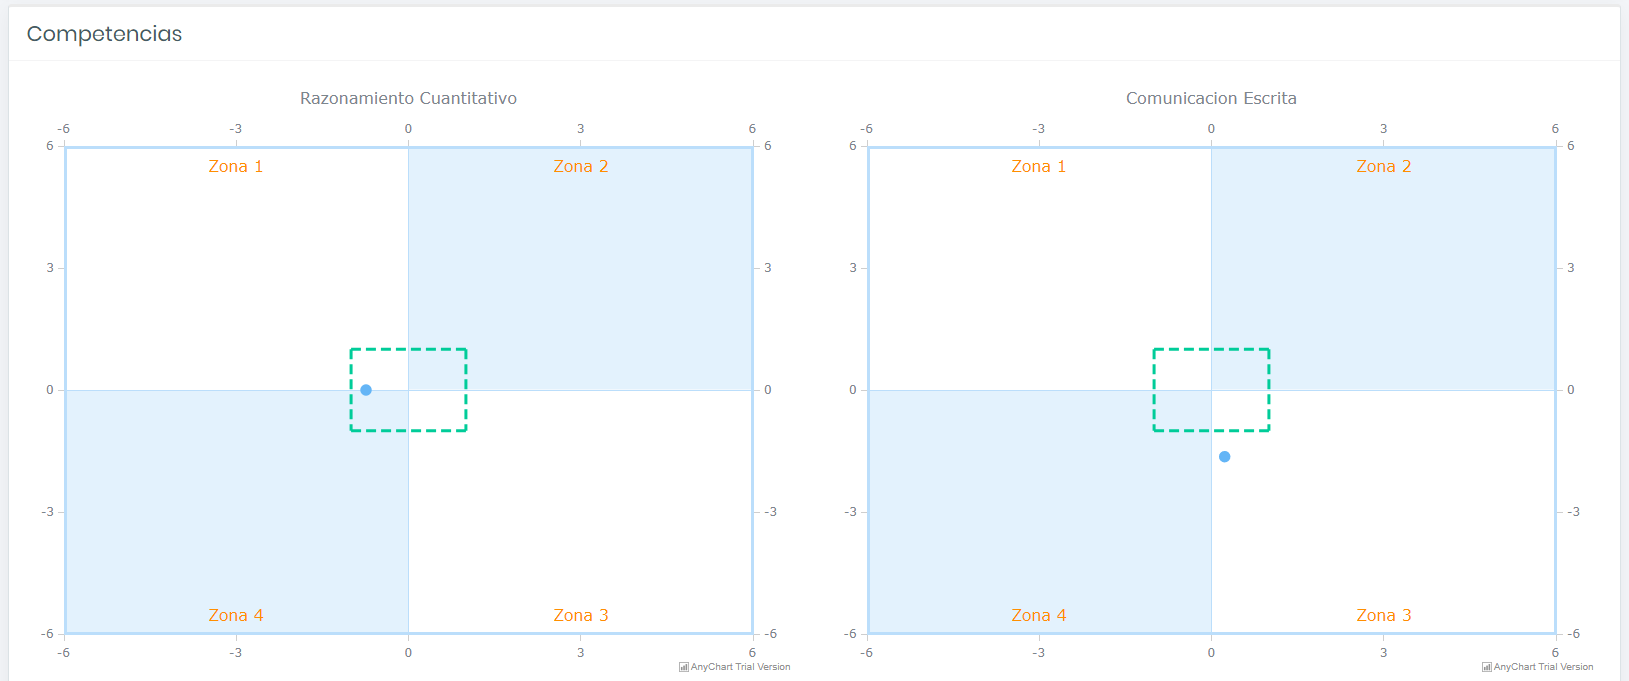 Competencias
Razonamiento Cuantitativo
-6 -3 0 3 6
6 6
Zona 1 Zona 2
3 3
0 0
-3 -3
Zona 4 Zona 3
-6 -6
-6 -3 0 3 6
AnyChart Trial Version
Comunicacion Escrita
-6 -3 0 3 6
6 6
Zona 1 Zona 2
3 3
0 0
-3 -3
Zona 4 Zona 3
-6 -6
-6 -3 0 3 6
AnyChart Trial Version